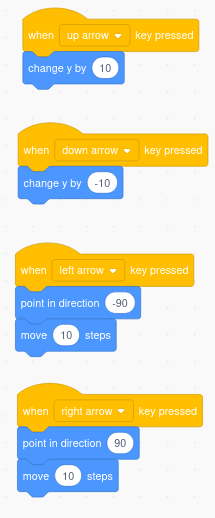 when up arrow key pressed
change y by 10
when down arrow key pressed
change y by -10
when left arrow key pressed
point in direction -90
move 10 steps
when right arrow key pressed
point in direction 90
move 10 steps